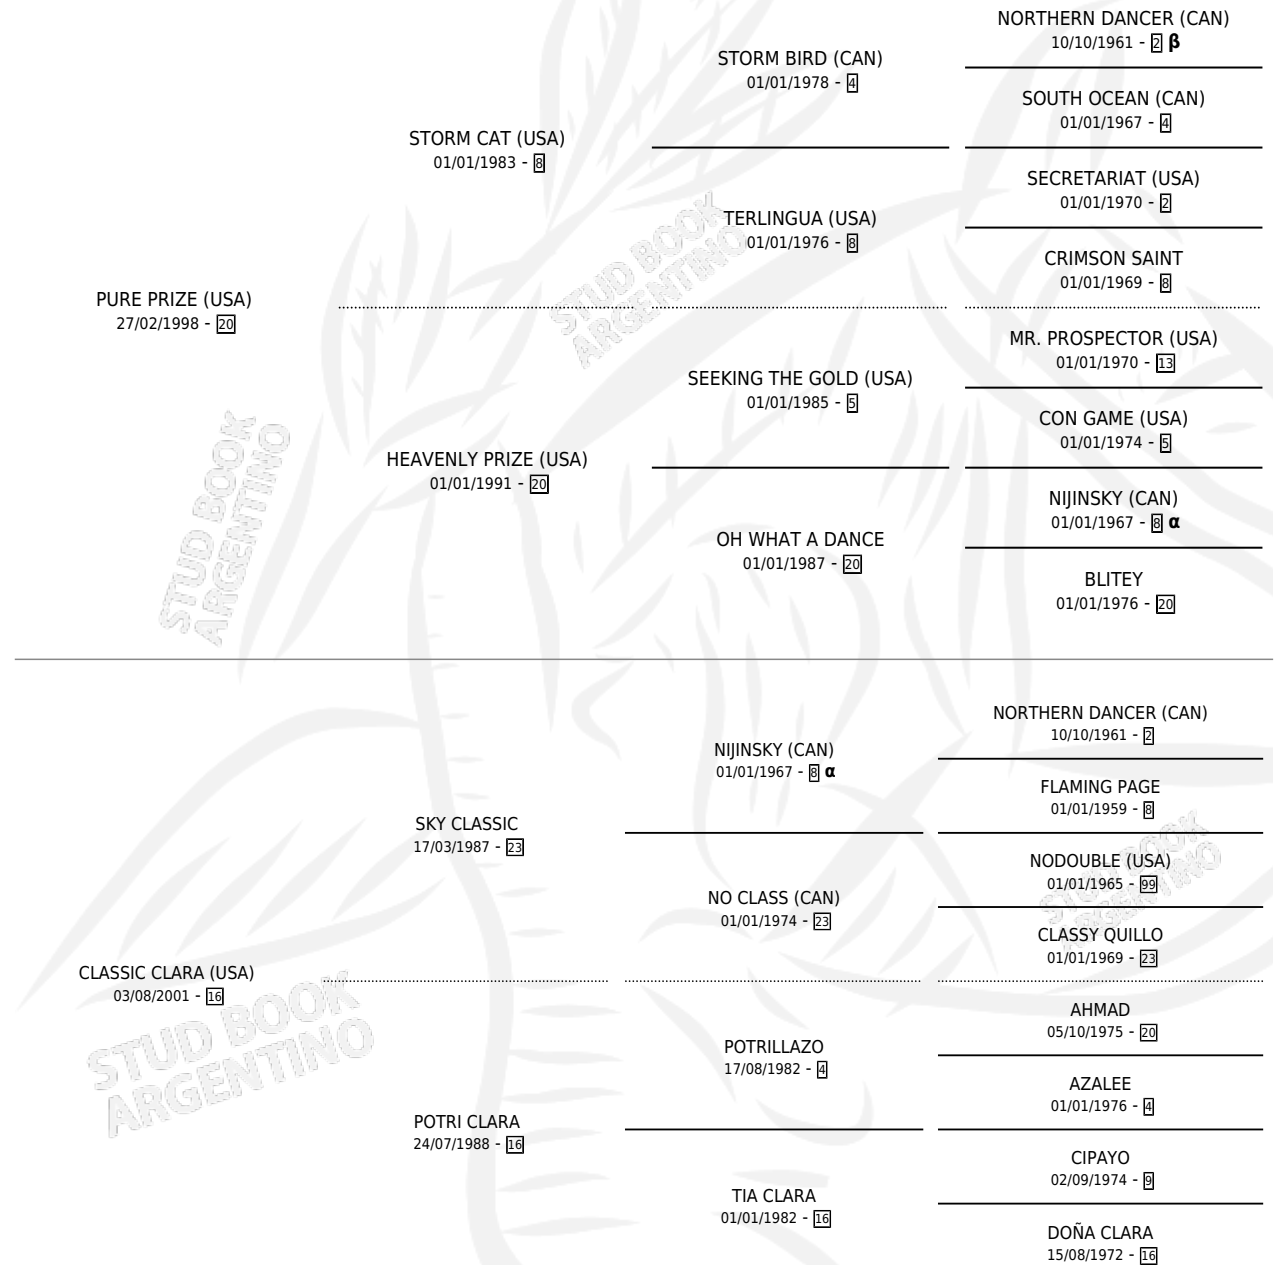 NORTHERN DANCER (CAN)
10/10/1961 - 2 β
STORM BIRD (CAN)
01/01/1978 - 4
SOUTH OCEAN (CAN)
01/01/1967 - 4
STORM CAT (USA)
01/01/1983 - 8
SECRETARIAT (USA)
01/01/1970 - 2
TERLINGUA (USA)
01/01/1976 - 8
CRIMSON SAINT
01/01/1969 - 8
PURE PRIZE (USA)
27/02/1998 - 20
MR. PROSPECTOR (USA)
01/01/1970 - 13
SEEKING THE GOLD (USA)
01/01/1985 - 5
CON GAME (USA)
01/01/1974 - 5
HEAVENLY PRIZE (USA)
01/01/1991 - 20
NIJINSKY (CAN)
01/01/1967 - 8 α
OH WHAT A DANCE
01/01/1987 - 20
BLITEY
01/01/1976 - 20
NORTHERN DANCER (CAN)
10/10/1961 - 2
NIJINSKY (CAN)
01/01/1967 - 8 α
FLAMING PAGE
01/01/1959 - 8
SKY CLASSIC
17/03/1987 - 23
NODOUBLE (USA)
01/01/1965 - 99
NO CLASS (CAN)
01/01/1974 - 23
CLASSY QUILLO
01/01/1969 - 23
CLASSIC CLARA (USA)
03/08/2001 - 16
AHMAD
05/10/1975 - 20
POTRILLAZO
17/08/1982 - 4
AZALEE
01/01/1976 - 4
POTRI CLARA
24/07/1988 - 16
CIPAYO
02/09/1974 - 9
TIA CLARA
01/01/1982 - 16
DOÑA CLARA
15/08/1972 - 16
STUD BOOK
ARGENTINO
STUD BOOK
ARGENTINO
STUD BOOK
ARGENTINO
STUD BOOK
ARGENTINO